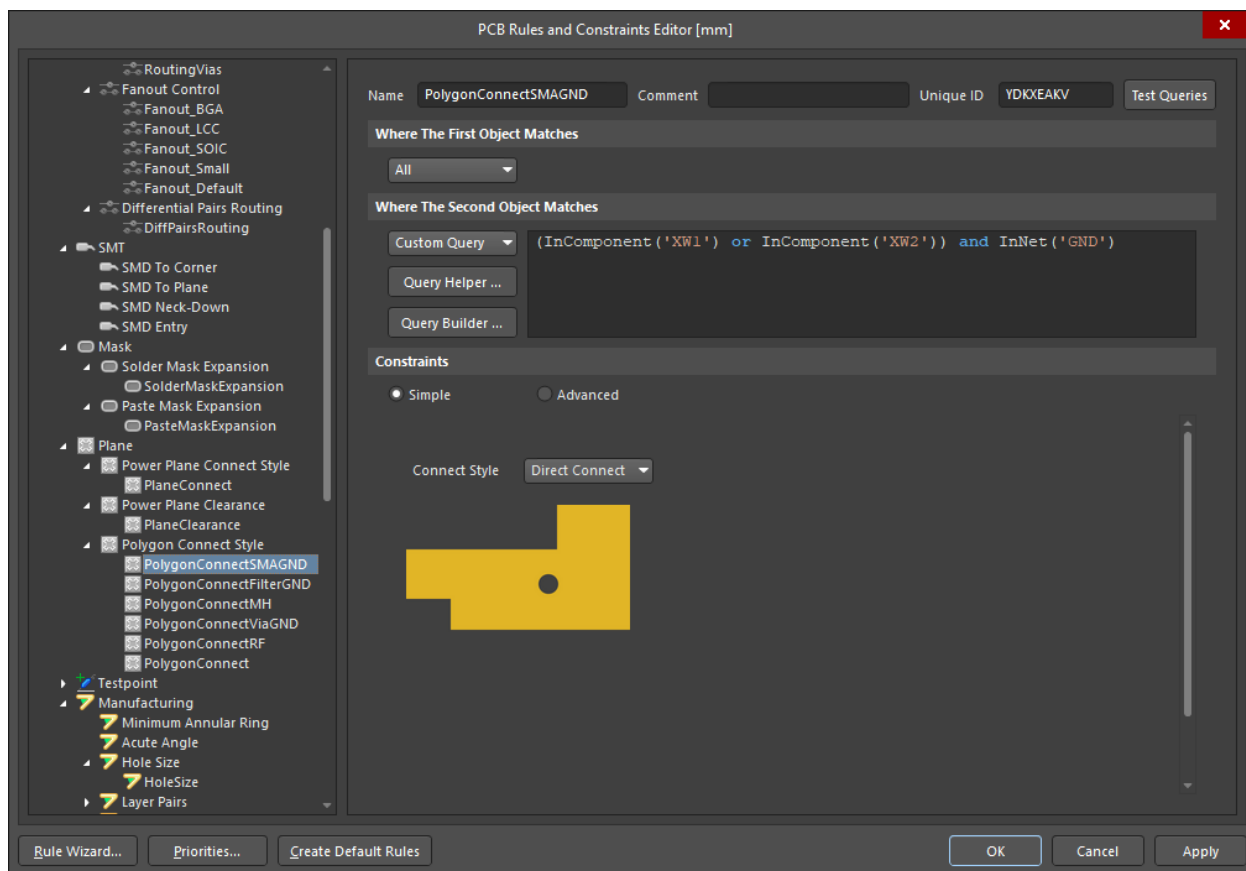 PCB Rules and Constraints Editor [mm]
RoutingVias
Fanout Control
Fanout_BGA
Fanout_LCC
Fanout_SOIC
Fanout_Small
Fanout_Default
Differential Pairs Routing
DiffPairsRouting
SMT
SMD To Corner
SMD To Plane
SMD Neck-Down
SMD Entry
Mask
Solder Mask Expansion
SolderMaskExpansion
Paste Mask Expansion
PasteMaskExpansion
Plane
Power Plane Connect Style
PlaneConnect
Power Plane Clearance
PlaneClearance
Polygon Connect Style
PolygonConnectSMAGND
PolygonConnectFilterGND
PolygonConnectMH
PolygonConnectViaGND
PolygonConnectRF
PolygonConnect
Testpoint
Manufacturing
Minimum Annular Ring
Acute Angle
Hole Size
HoleSize
Layer Pairs
Name PolygonConnectSMAGND Comment Unique ID YDKXEAKV Test Queries
Where The First Object Matches
All
Where The Second Object Matches
Custom Query (InComponent('XW1') or InComponent('XW2')) and InNet('GND')
Query Helper ...
Query Builder ...
Constraints
Simple Advanced
Connect Style Direct Connect
Rule Wizard... Priorities... Create Default Rules OK Cancel Apply